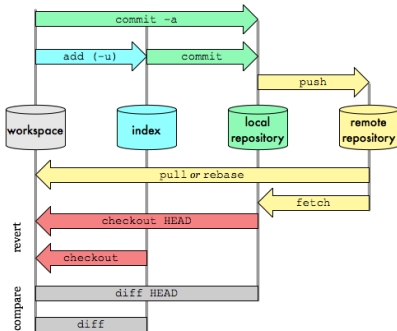 commit -a
add (-u)
commit
push
workspace
index
local
repository
remote
repository
pull or rebase
fetch
revert
checkout HEAD
checkout
compare
diff HEAD
diff